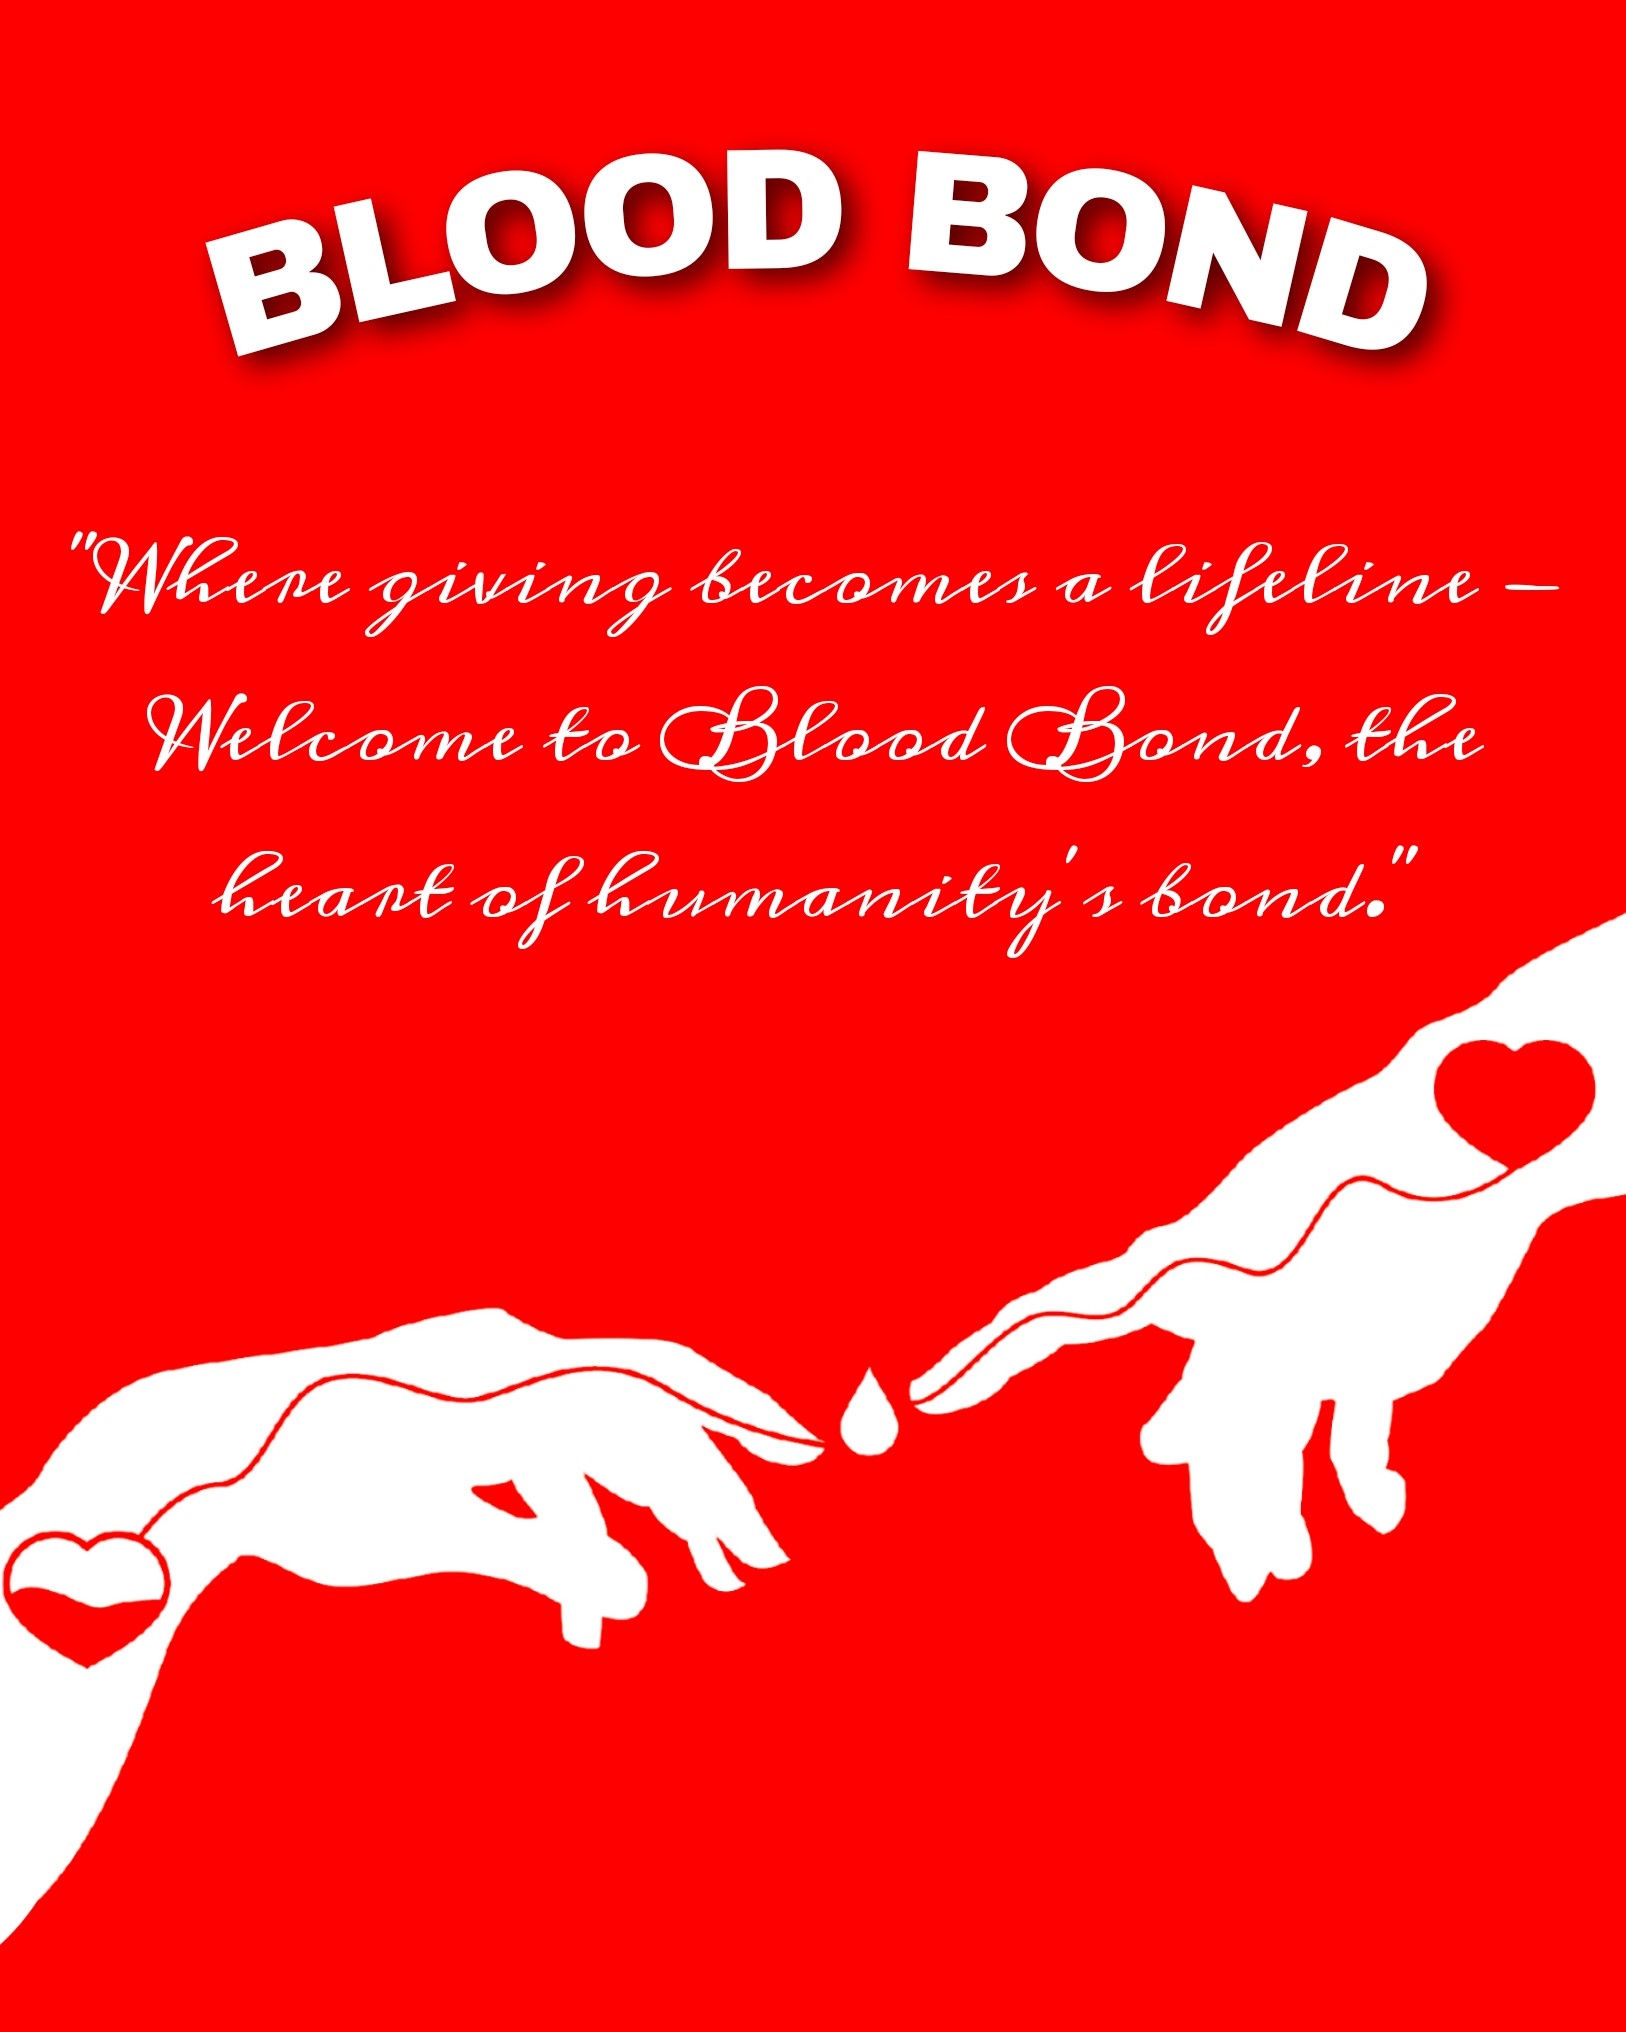 BLOOD BOND
"Where giving becomes a lifeline –
Welcome to Blood Bond, the
heart of humanity's bond."